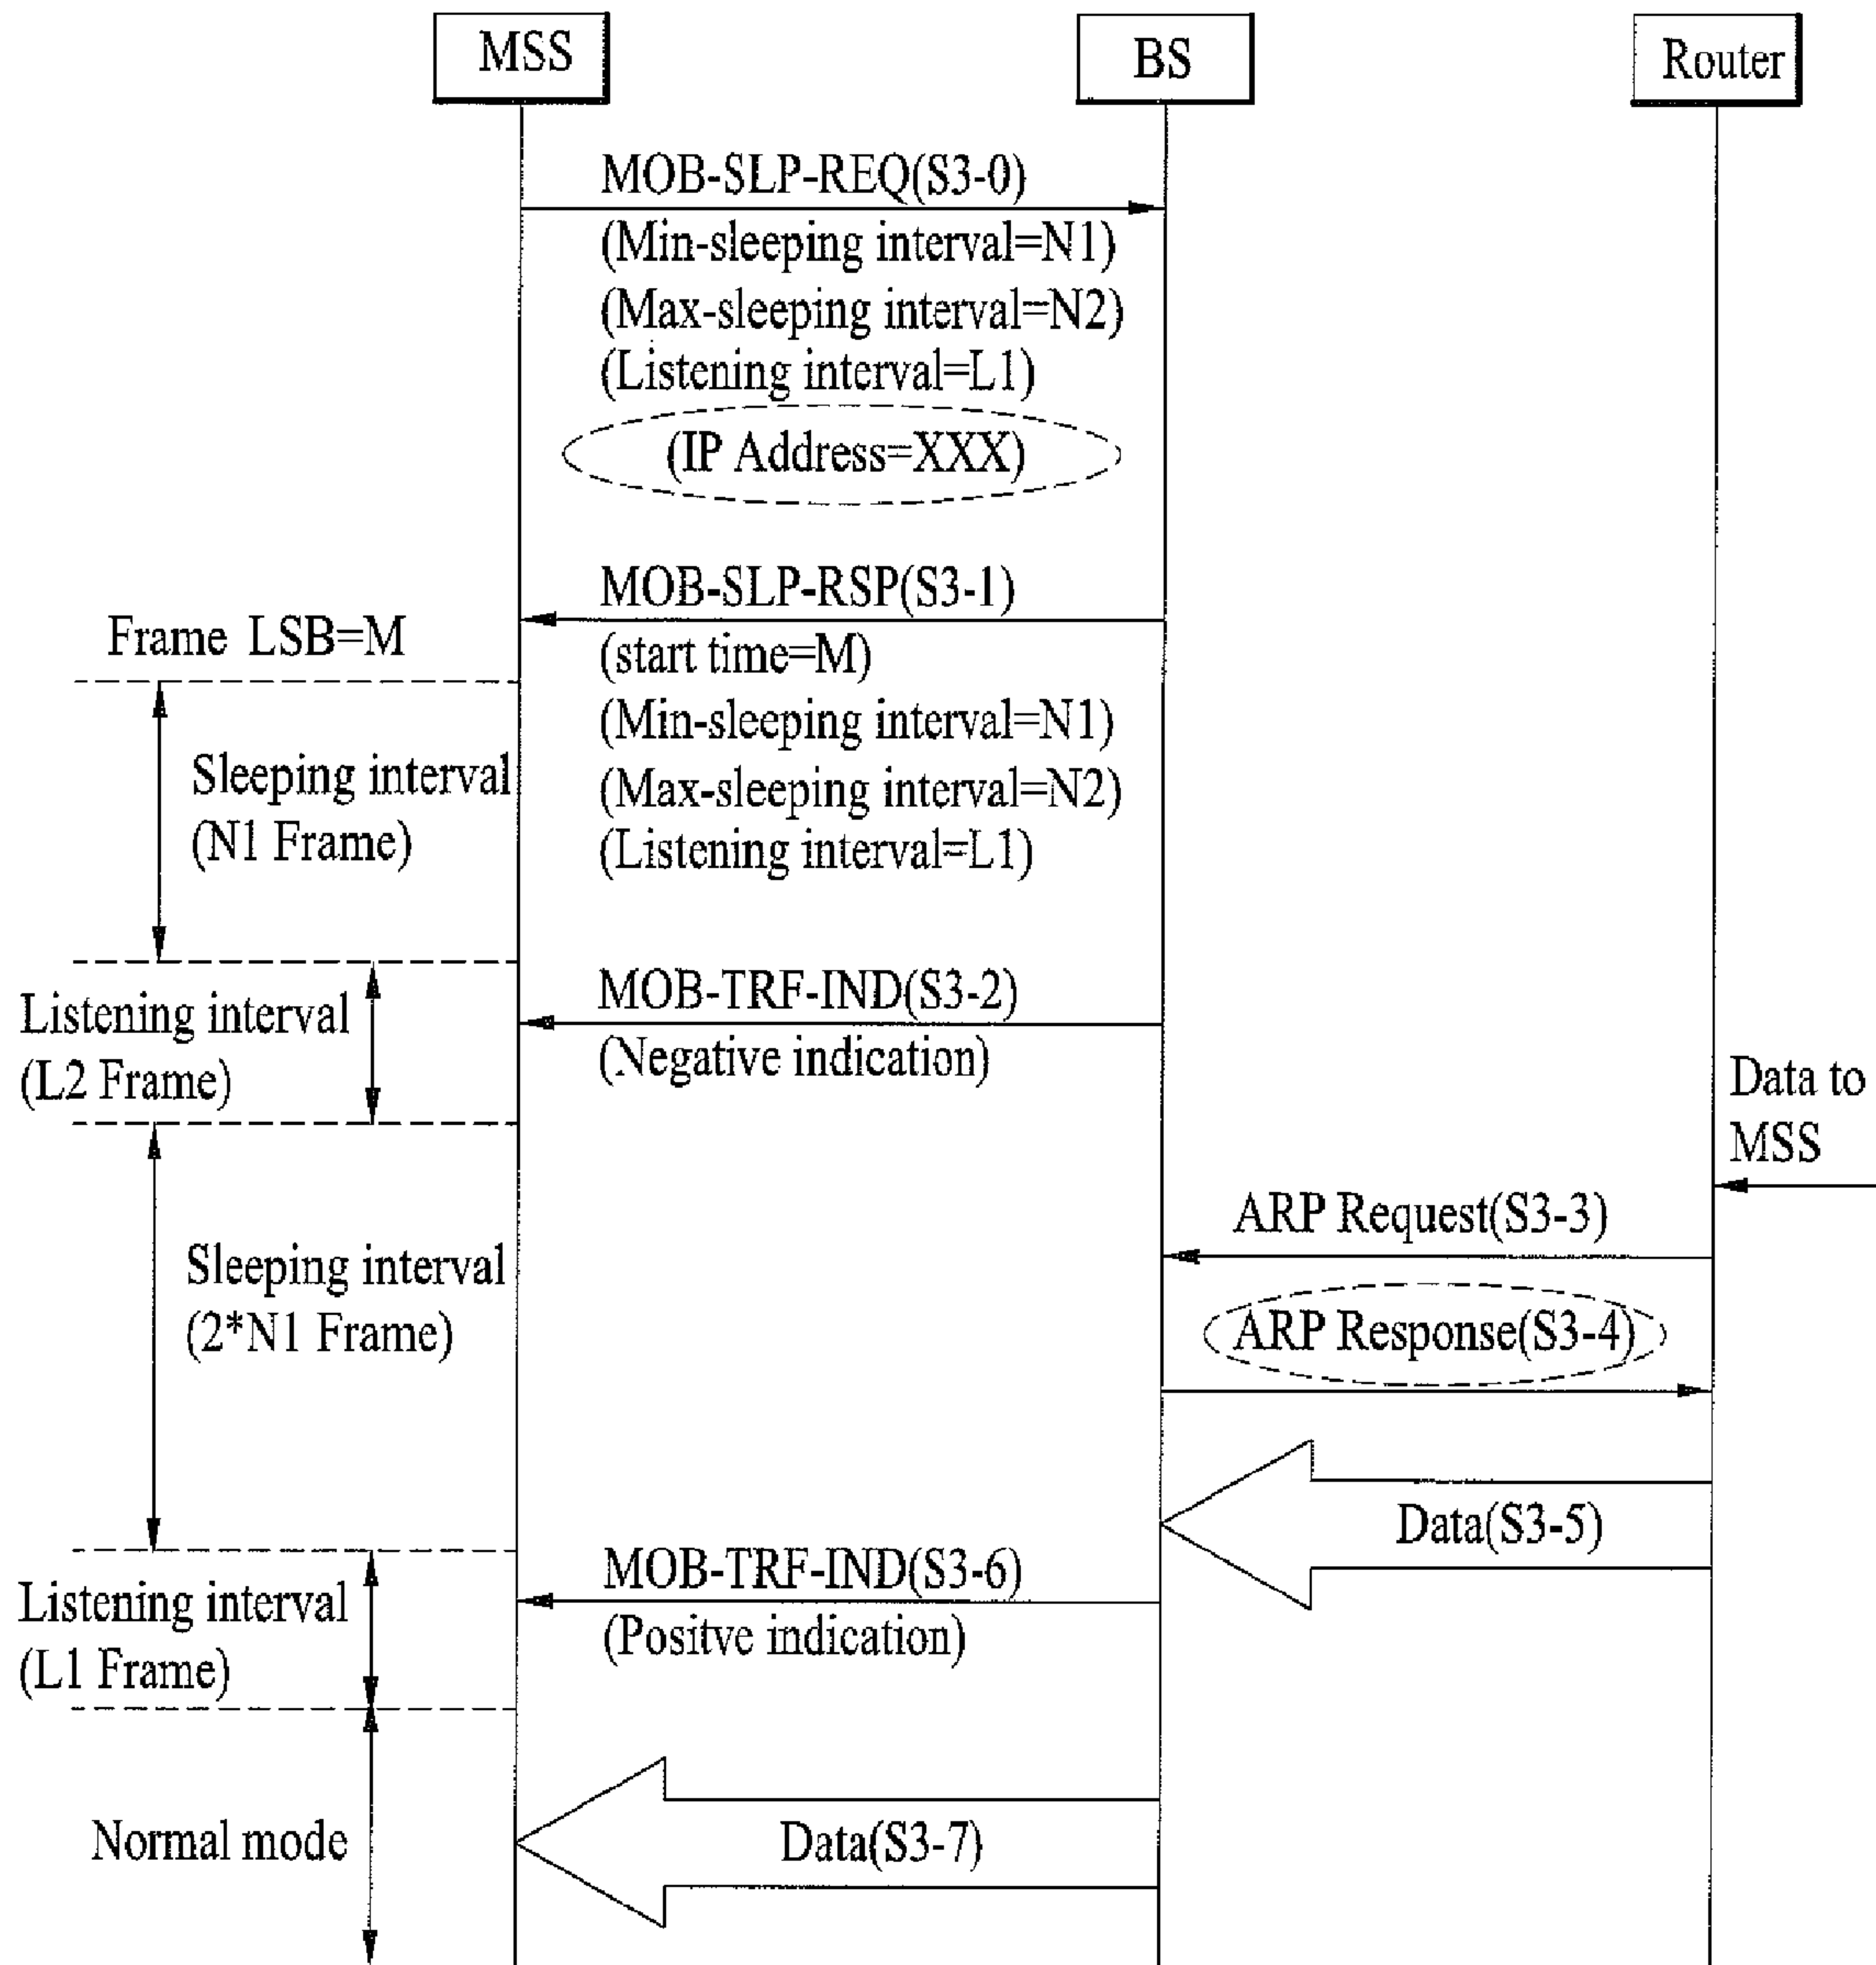 MSS
BS
Router
MOB-SLP-REQ(S3-0)
(Min-sleeping interval=N1)
(Max-sleeping interval=N2)
(Listening interval=L1)
(IP Address=XXX)
MOB-SLP-RSP(S3-1)
Frame LSB=M
(start time=M)
(Min-sleeping interval=N1)
Sleeping interval
(N1 Frame)
(Max-sleeping interval=N2)
(Listening interval=L1)
Listening interval
(L2 Frame)
MOB-TRF-IND(S3-2)
(Negative indication)
Data to
MSS
ARP Request(S3-3)
Sleeping interval
(2*N1 Frame)
ARP Response(S3-4)
Data(S3-5)
MOB-TRF-IND(S3-6)
(Positve indication)
Listening interval
(L1 Frame)
Normal mode
Data(S3-7)